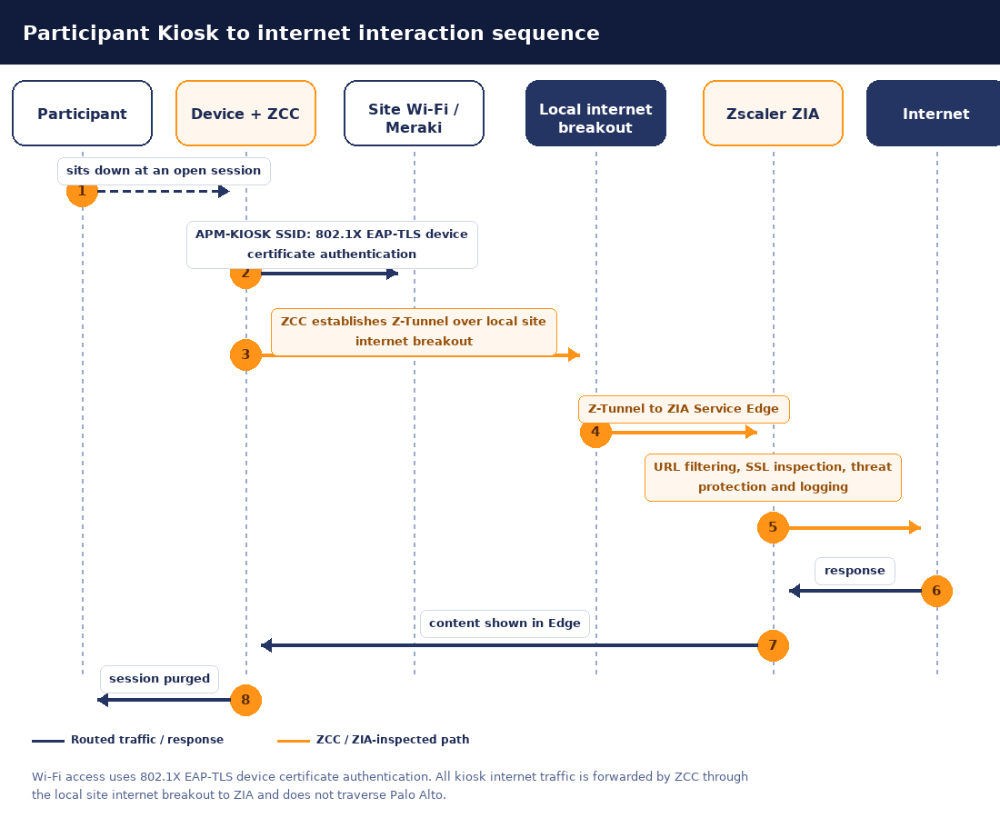 Participant Kiosk to internet interaction sequence
Participant
Device + ZCC
Site Wi-Fi /
Meraki
Local internet
breakout
Zscaler ZIA
Internet
sits down at an open session
1
APM-KIOSK SSID: 802.1X EAP-TLS device
certificate authentication
2
ZCC establishes Z-Tunnel over local site
internet breakout
3
Z-Tunnel to ZIA Service Edge
4
URL filtering, SSL inspection, threat
protection and logging
5
response
6
content shown in Edge
7
session purged
8
Routed traffic / response
ZCC / ZIA-inspected path
Wi-Fi access uses 802.1X EAP-TLS device certificate authentication. All kiosk internet traffic is forwarded by ZCC through
the local site internet breakout to ZIA and does not traverse Palo Alto.